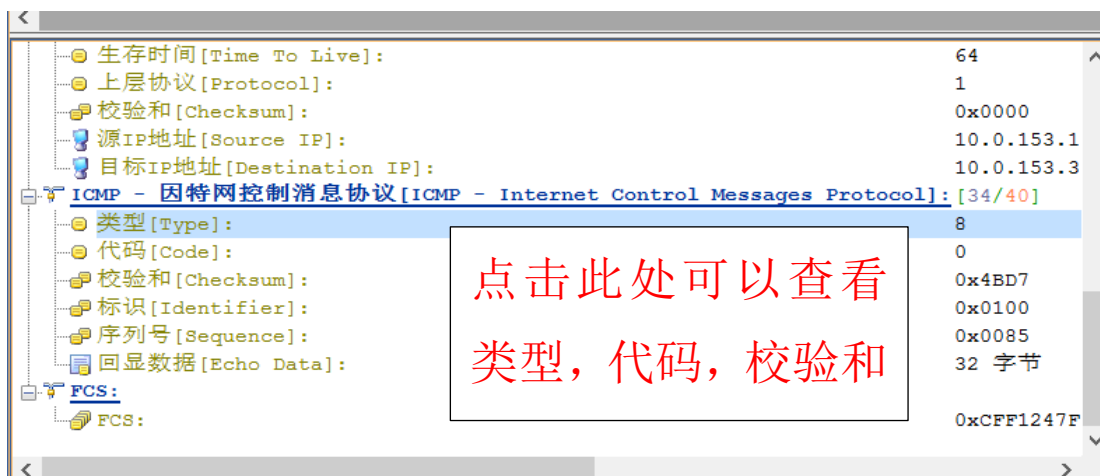 生存时间[Time To Live]: 64
上层协议[Protocol]: 1
校验和[Checksum]: 0x0000
源IP地址[Source IP]: 10.0.153.1
目标IP地址[Destination IP]: 10.0.153.3
ICMP - 因特网控制消息协议[ICMP - Internet Control Messages Protocol]: [34/40]
类型[Type]: 8
代码[Code]: 0
校验和[Checksum]: 0x4BD7
标识[Identifier]: 0x0100
序列号[Sequence]: 0x0085
回显数据[Echo Data]: 32 字节
FCS:
FCS: 0xCFF1247F
点击此处可以查看
类型，代码，校验和